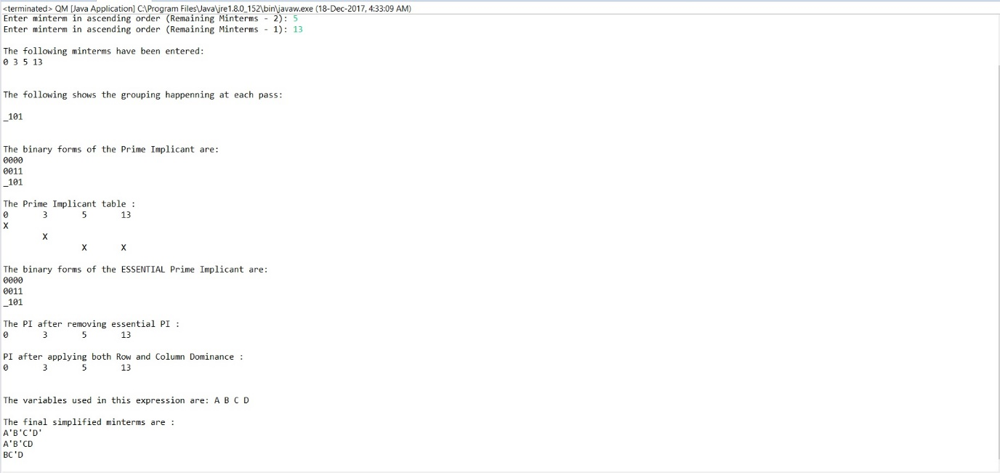 <terminated> QM [Java Application] C:\Program Files\Java\jre1.8.0_152\bin\javaw.exe (18-Dec-2017, 4:33:09 AM)
Enter minterm in ascending order (Remaining Minterms - 2): 5
Enter minterm in ascending order (Remaining Minterms - 1): 13
The following minterms have been entered:
0 3 5 13
The following shows the grouping happenning at each pass:
_101
The binary forms of the Prime Implicant are:
0000
0011
_101
The Prime Implicant table :
0 3 5 13
X
X
X X
The binary forms of the ESSENTIAL Prime Implicant are:
0000
0011
_101
The PI after removing essential PI :
0 3 5 13
PI after applying both Row and Column Dominance :
0 3 5 13
The variables used in this expression are: A B C D
The final simplified minterms are :
A'B'C'D'
A'B'CD
BC'D